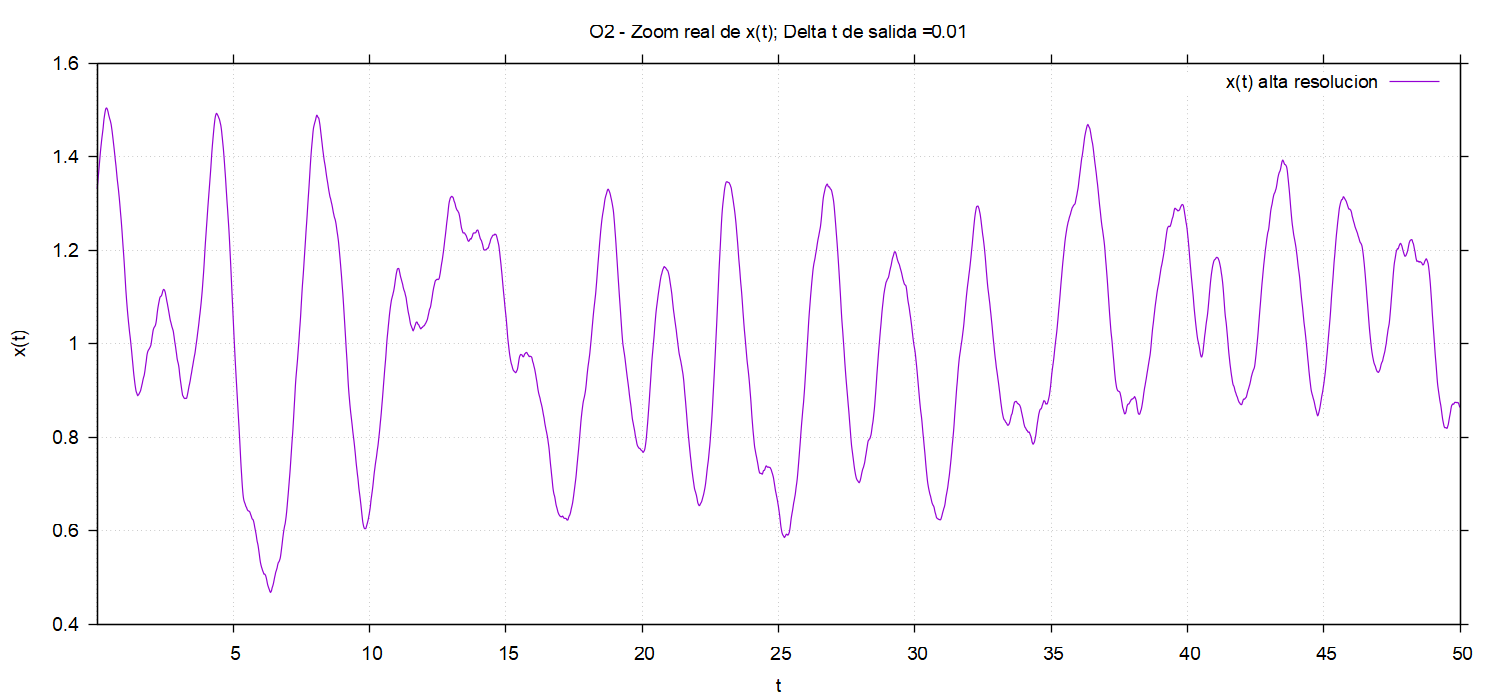 O2 - Zoom real de x(t); Delta t de salida =0.01
x(t) alta resolucion
1.6
1.4
1.2
1
0.8
0.6
0.4
x(t)
5 10 15 20 25 30 35 40 45 50
t